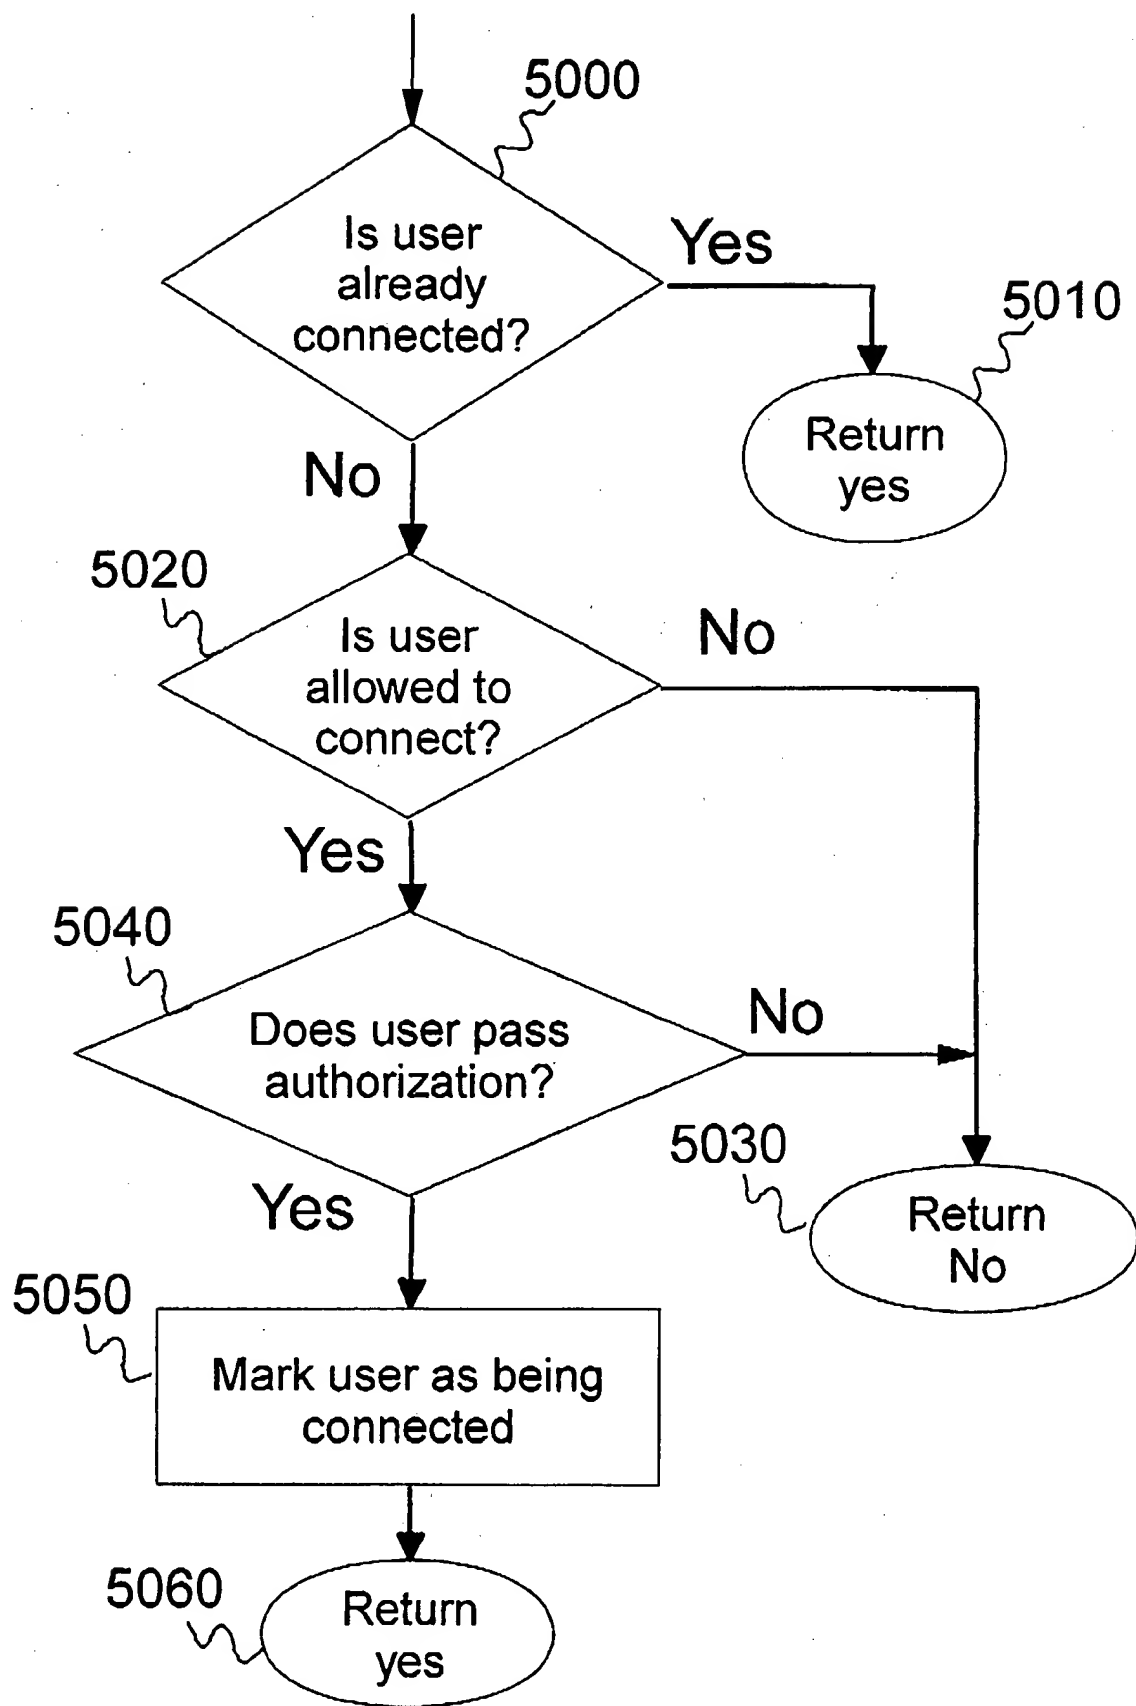 5000
Is user
already
connected?
Yes
5010
Return
yes
No
5020
Is user
allowed to
connect?
No
Yes
5040
Does user pass
authorization?
No
5030
Return
No
Yes
5050
Mark user as being
connected
5060
Return
yes